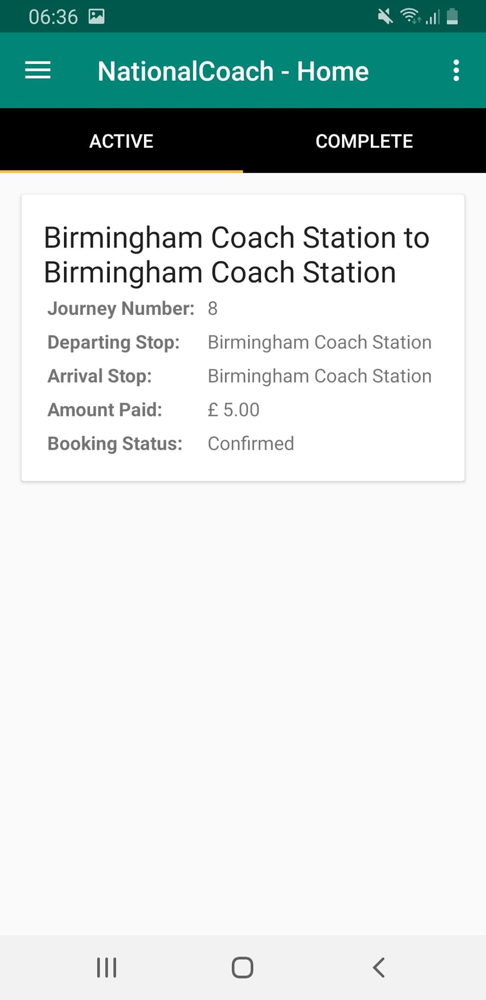 06:36
NationalCoach - Home
ACTIVE
COMPLETE
Birmingham Coach Station to
Birmingham Coach Station
Journey Number: 8
Departing Stop: Birmingham Coach Station
Arrival Stop: Birmingham Coach Station
Amount Paid: £ 5.00
Booking Status: Confirmed